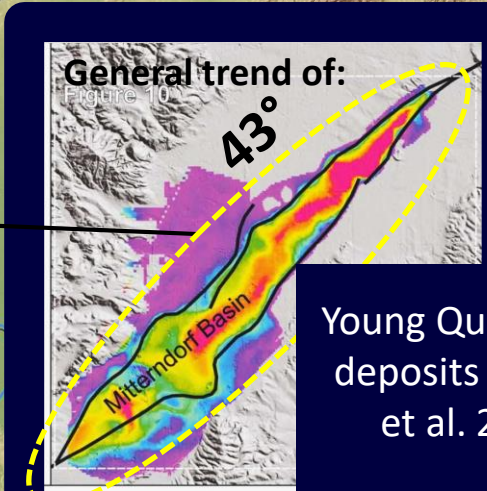 General trend of:
Figure 10
43°
Mitterndorf Basin
Young Qu
deposits
et al. 2